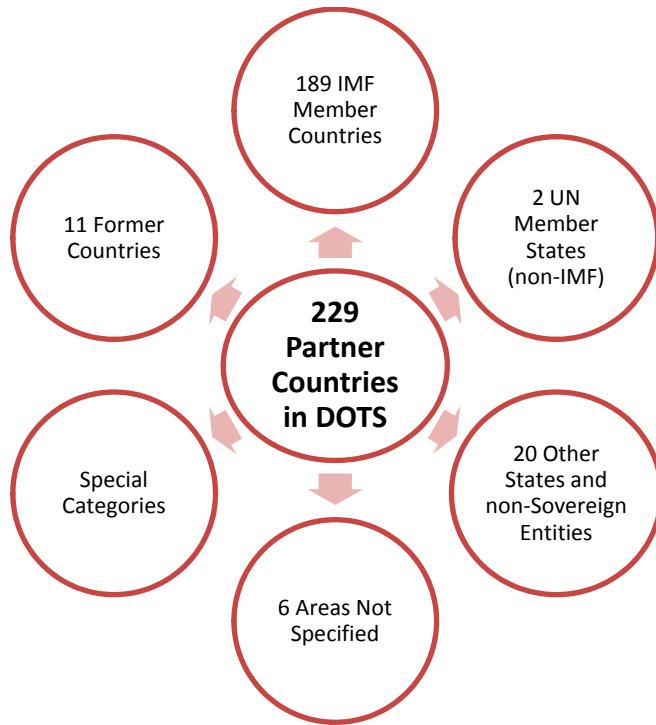 189 IMF
Member
Countries
2 UN
Member
States
(non-IMF)
20 Other
States and
non-Sovereign
Entities
6 Areas Not
Specified
Special
Categories
11 Former
Countries
229
Partner
Countries
in DOTS